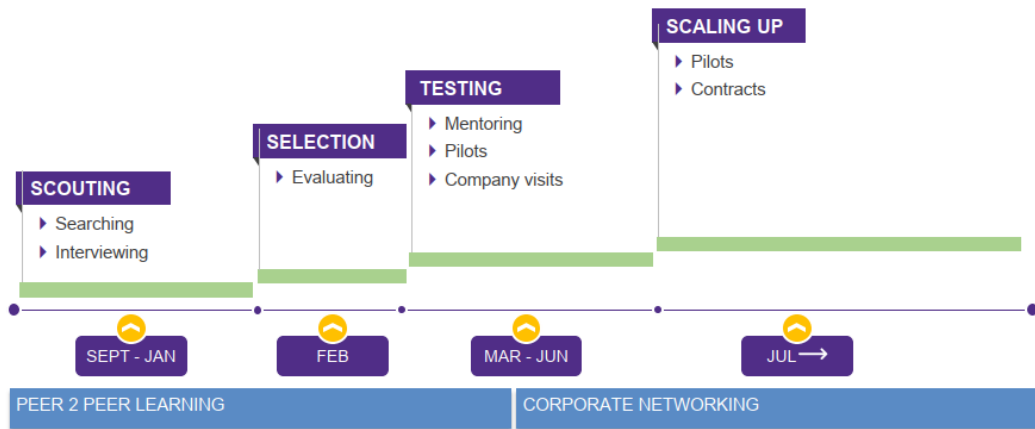 SCOUTING
Searching
Interviewing
SELECTION
Evaluating
TESTING
Mentoring
Pilots
Company visits
SCALING UP
Pilots
Contracts
SEPT - JAN
FEB
MAR - JUN
JUL
PEER 2 PEER LEARNING
CORPORATE NETWORKING